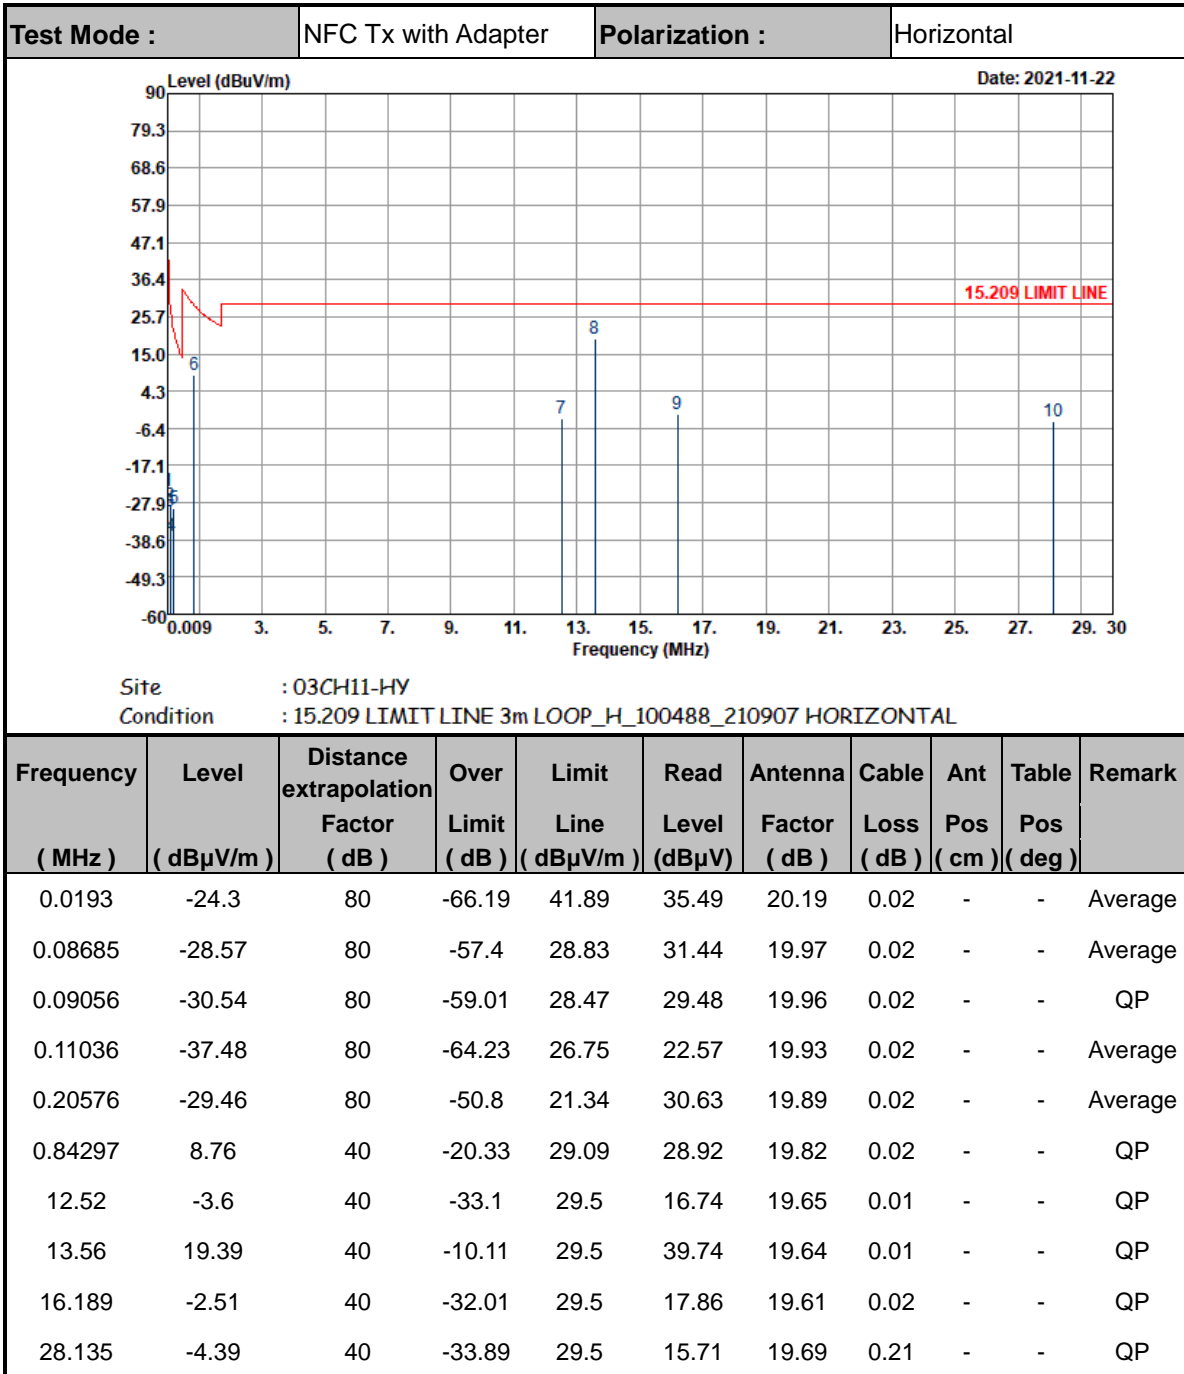 Test Mode : NFC Tx with Adapter Polarization : Horizontal
Level (dBuV/m) Date: 2021-11-22
90
79.3
68.6
57.9
47.1
36.4
15.209 LIMIT LINE
25.7
8
15.0
6
4.3
7 9 10
-6.4
-17.1
1
-27.9
5
4
-38.6
-49.3
-60
0.009 3. 5. 7. 9. 11. 13. 15. 17. 19. 21. 23. 25. 27. 29. 30
Frequency (MHz)
Site : 03CH11-HY
Condition : 15.209 LIMIT LINE 3m LOOP_H_100488_210907 HORIZONTAL
Frequency Level Distance extrapolation Over Limit Read Antenna Cable Ant Table Remark
Factor Limit Line Level Factor Loss Pos Pos
( MHz ) ( dBµV/m ) ( dB ) ( dB ) ( dBµV/m ) (dBµV) ( dB ) ( dB ) ( cm ) ( deg )
0.0193 -24.3 80 -66.19 41.89 35.49 20.19 0.02 - - Average
0.08685 -28.57 80 -57.4 28.83 31.44 19.97 0.02 - - Average
0.09056 -30.54 80 -59.01 28.47 29.48 19.96 0.02 - - QP
0.11036 -37.48 80 -64.23 26.75 22.57 19.93 0.02 - - Average
0.20576 -29.46 80 -50.8 21.34 30.63 19.89 0.02 - - Average
0.84297 8.76 40 -20.33 29.09 28.92 19.82 0.02 - - QP
12.52 -3.6 40 -33.1 29.5 16.74 19.65 0.01 - - QP
13.56 19.39 40 -10.11 29.5 39.74 19.64 0.01 - - QP
16.189 -2.51 40 -32.01 29.5 17.86 19.61 0.02 - - QP
28.135 -4.39 40 -33.89 29.5 15.71 19.69 0.21 - - QP